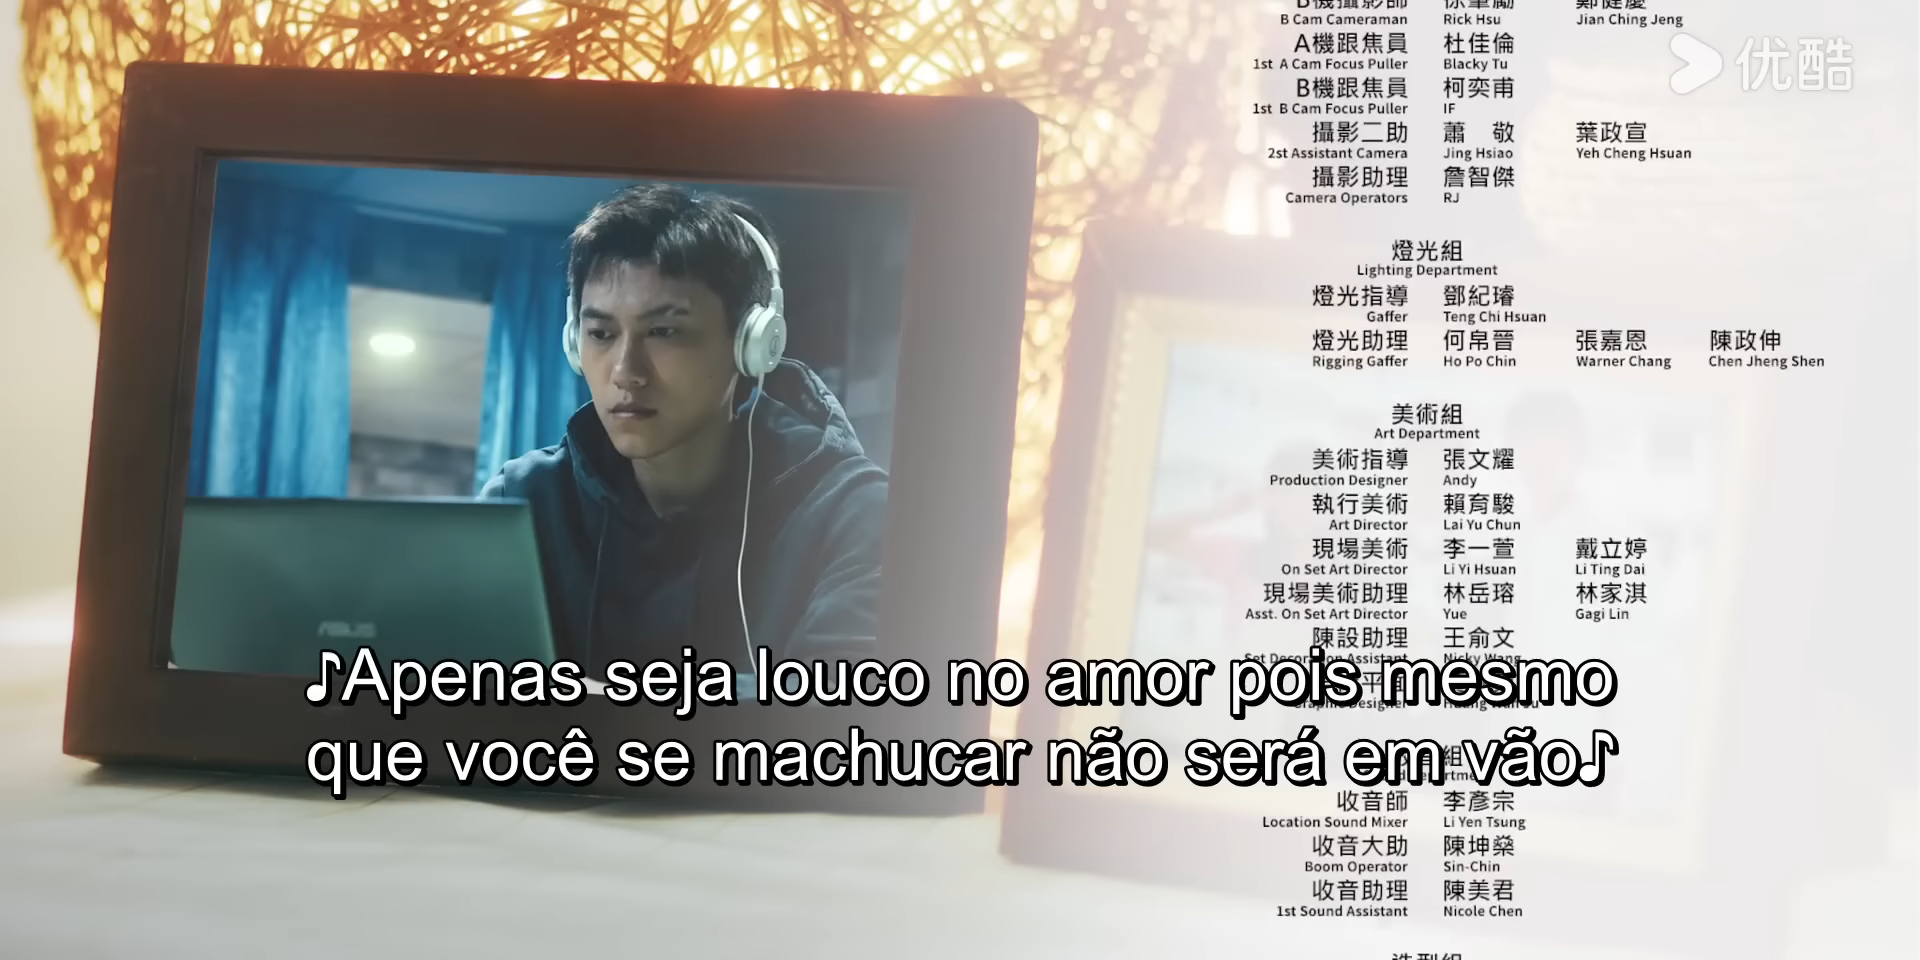 B Cam Cameraman Rick Hsu Jian Ching Jeng
优酷
A機跟焦員 杜佳倫
1st A Cam Focus Puller Blacky Tu
B機跟焦員 柯奕甫
1st B Cam Focus Puller IF
攝影二助 蕭 敬 葉政宣
2st Assistant Camera Jing Hsiao Yeh Cheng Hsuan
攝影助理 詹智傑
Camera Operators RJ
燈光組
Lighting Department
燈光指導 鄧紀璿
Gaffer Teng Chi Hsuan
燈光助理 何帛晉 張嘉恩 陳政伸
Rigging Gaffer Ho Po Chin Warner Chang Chen Jheng Shen
美術組
Art Department
美術指導 張文耀
Production Designer Andy
執行美術 賴育駿
Art Director Lai Yu Chun
現場美術 李一萱 戴立婷
On Set Art Director Li Yi Hsuan Li Ting Dai
現場美術助理 林岳瑢 林家淇
Asst. On Set Art Director Yue Gagi Lin
ASUS
陳設助理 王俞文
Set Decoration Assistant Nicky Wang
♪Apenas seja louco no amor pois mesmo
Graphic Designer
que você se machucar não será em vão♪
收音師 李彥宗
Location Sound Mixer Li Yen Tsung
收音大助 陳坤燊
Boom Operator Sin-Chin
收音助理 陳美君
1st Sound Assistant Nicole Chen